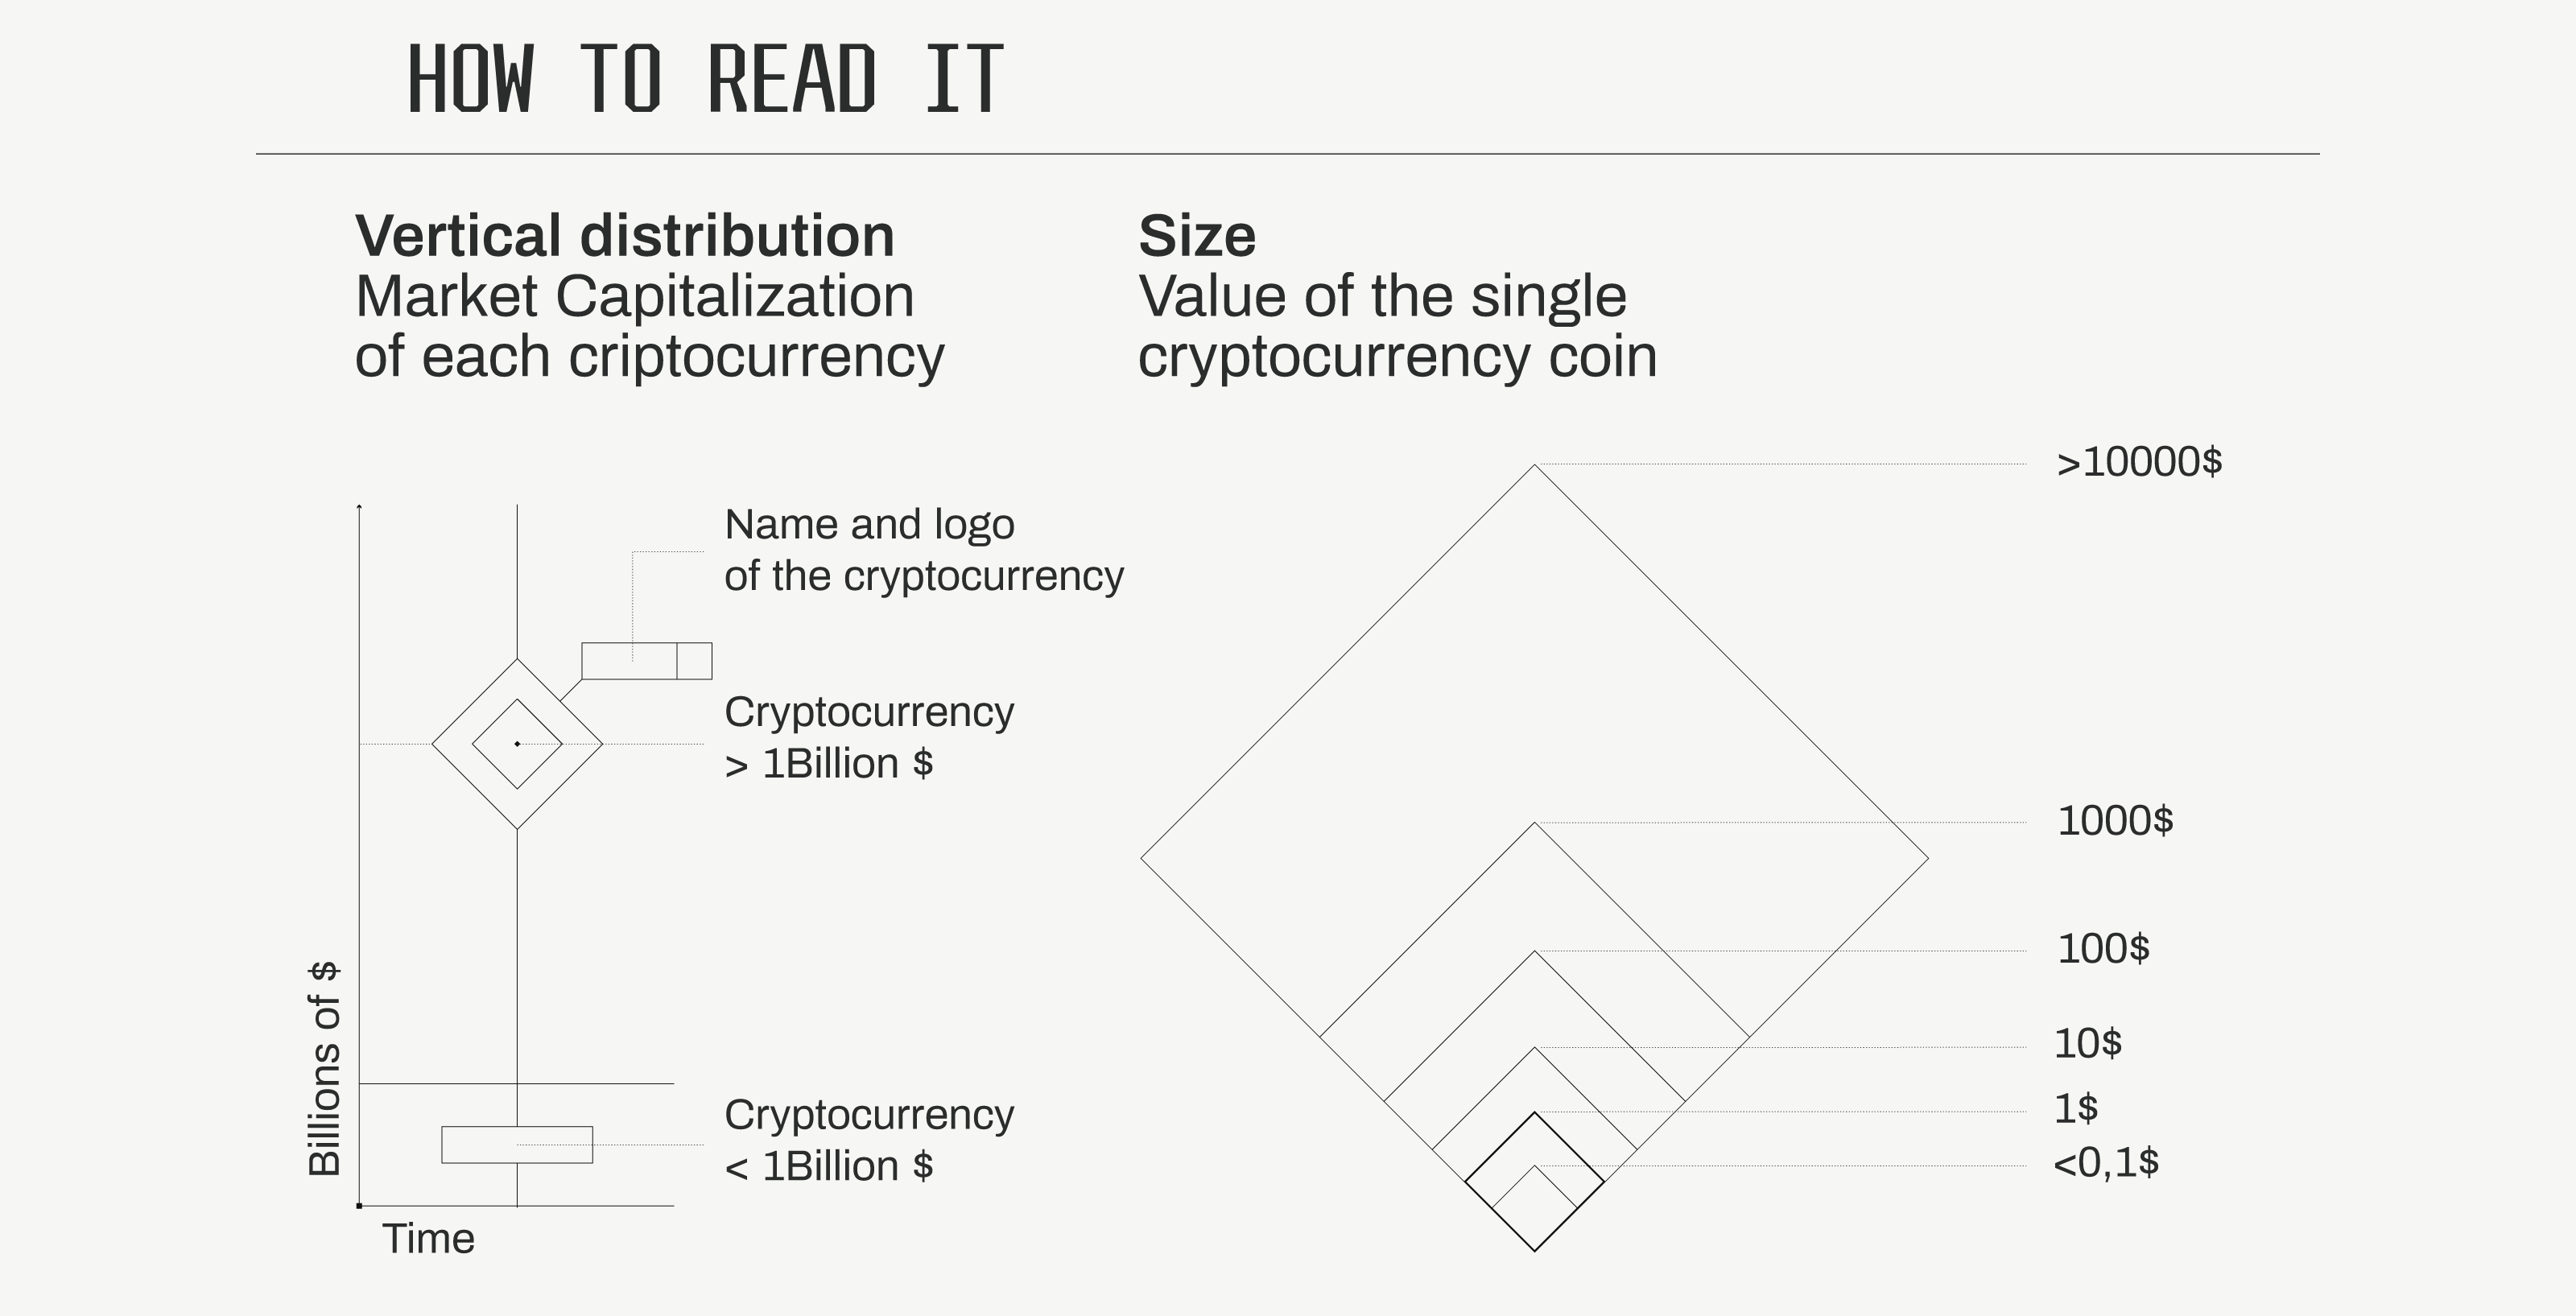 HOW TO READ IT
Vertical distribution
Market Capitalization
of each criptocurrency
Name and logo
of the cryptocurrency
Cryptocurrency
> 1Billion $
Cryptocurrency
< 1Billion $
Billions of $
Time
Size
Value of the single
cryptocurrency coin
>10000$
1000$
100$
10$
1$
<0,1$